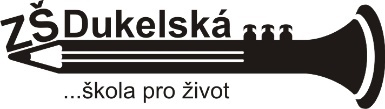 ZŠ Dukelská
...škola pro život